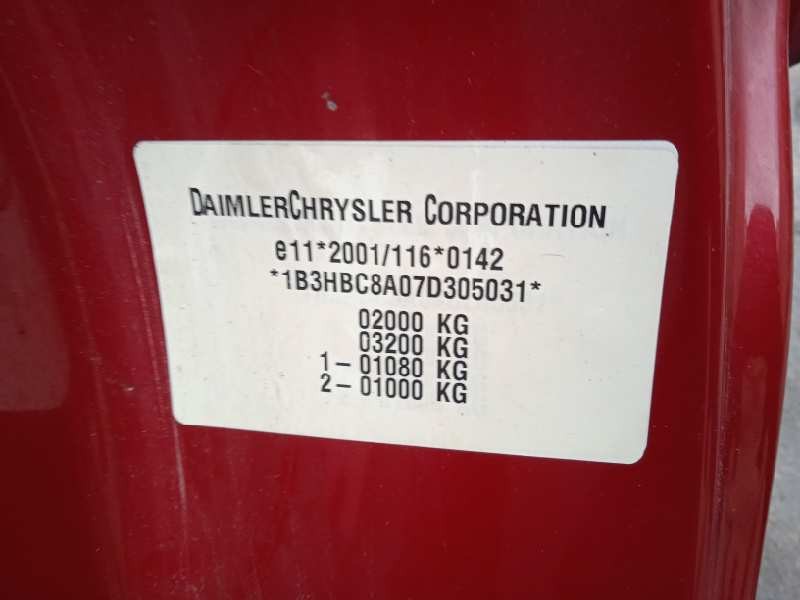 DAIMLERCHRYSLER CORPORATION
e11*2001/116*0142
*1B3HBC8A07D305031*
02000 KG
03200 KG
1– 01080 KG
2– 01000 KG